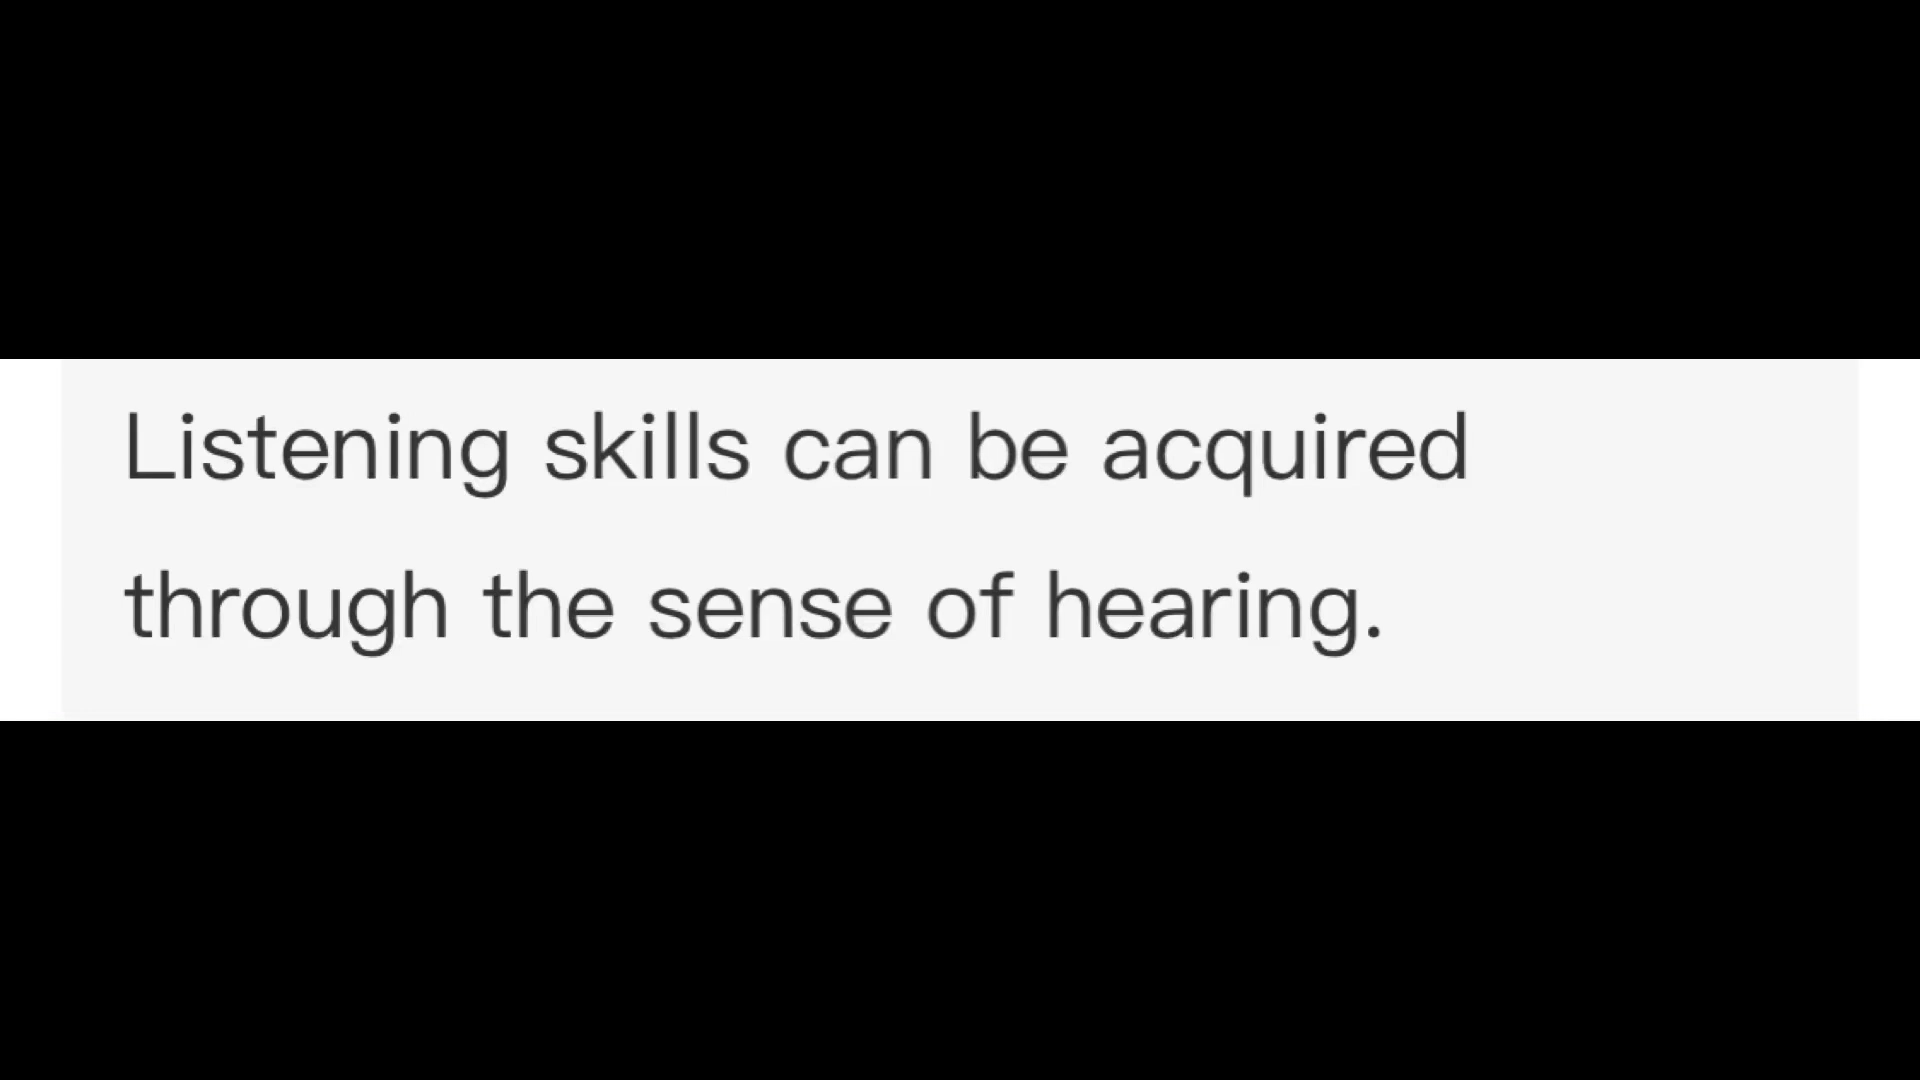 Listening skills can be acquired
through the sense of hearing.